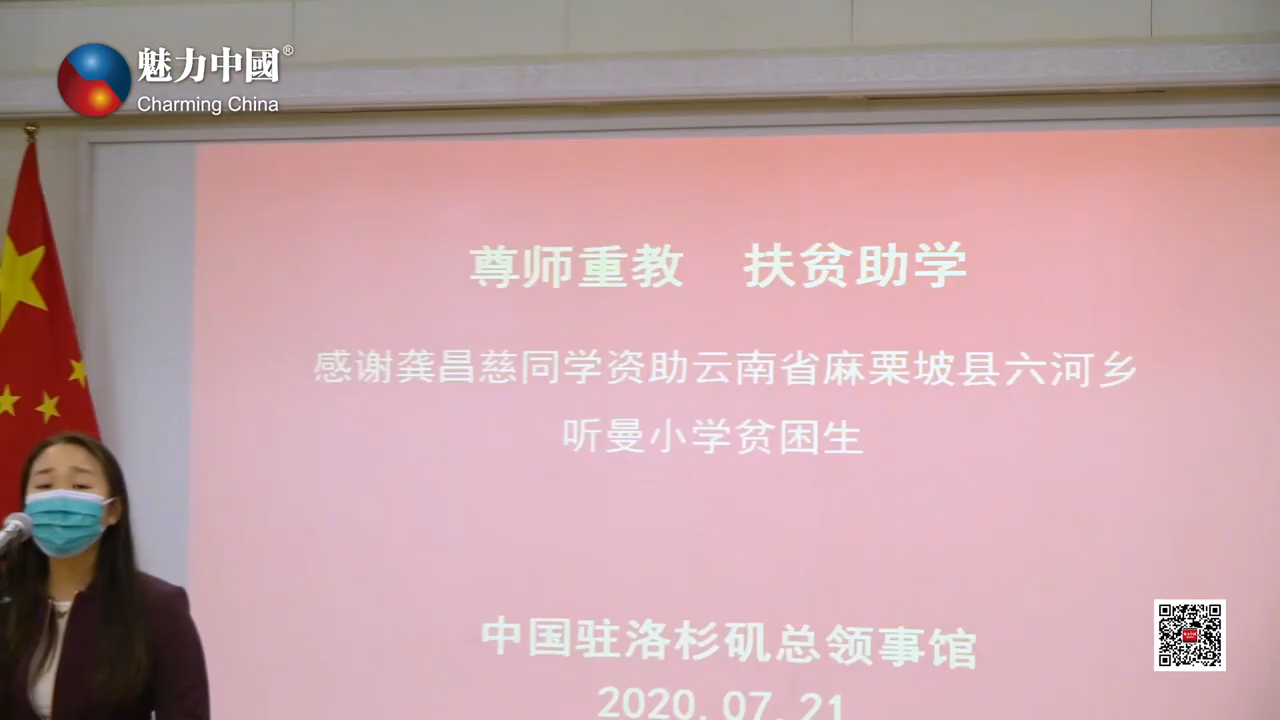 魅力中國®
Charming China
尊师重教 扶贫助学
感谢龚昌慈同学资助云南省麻栗坡县六河乡
听曼小学贫困生
中国驻洛杉矶总领事馆
2020.07.21